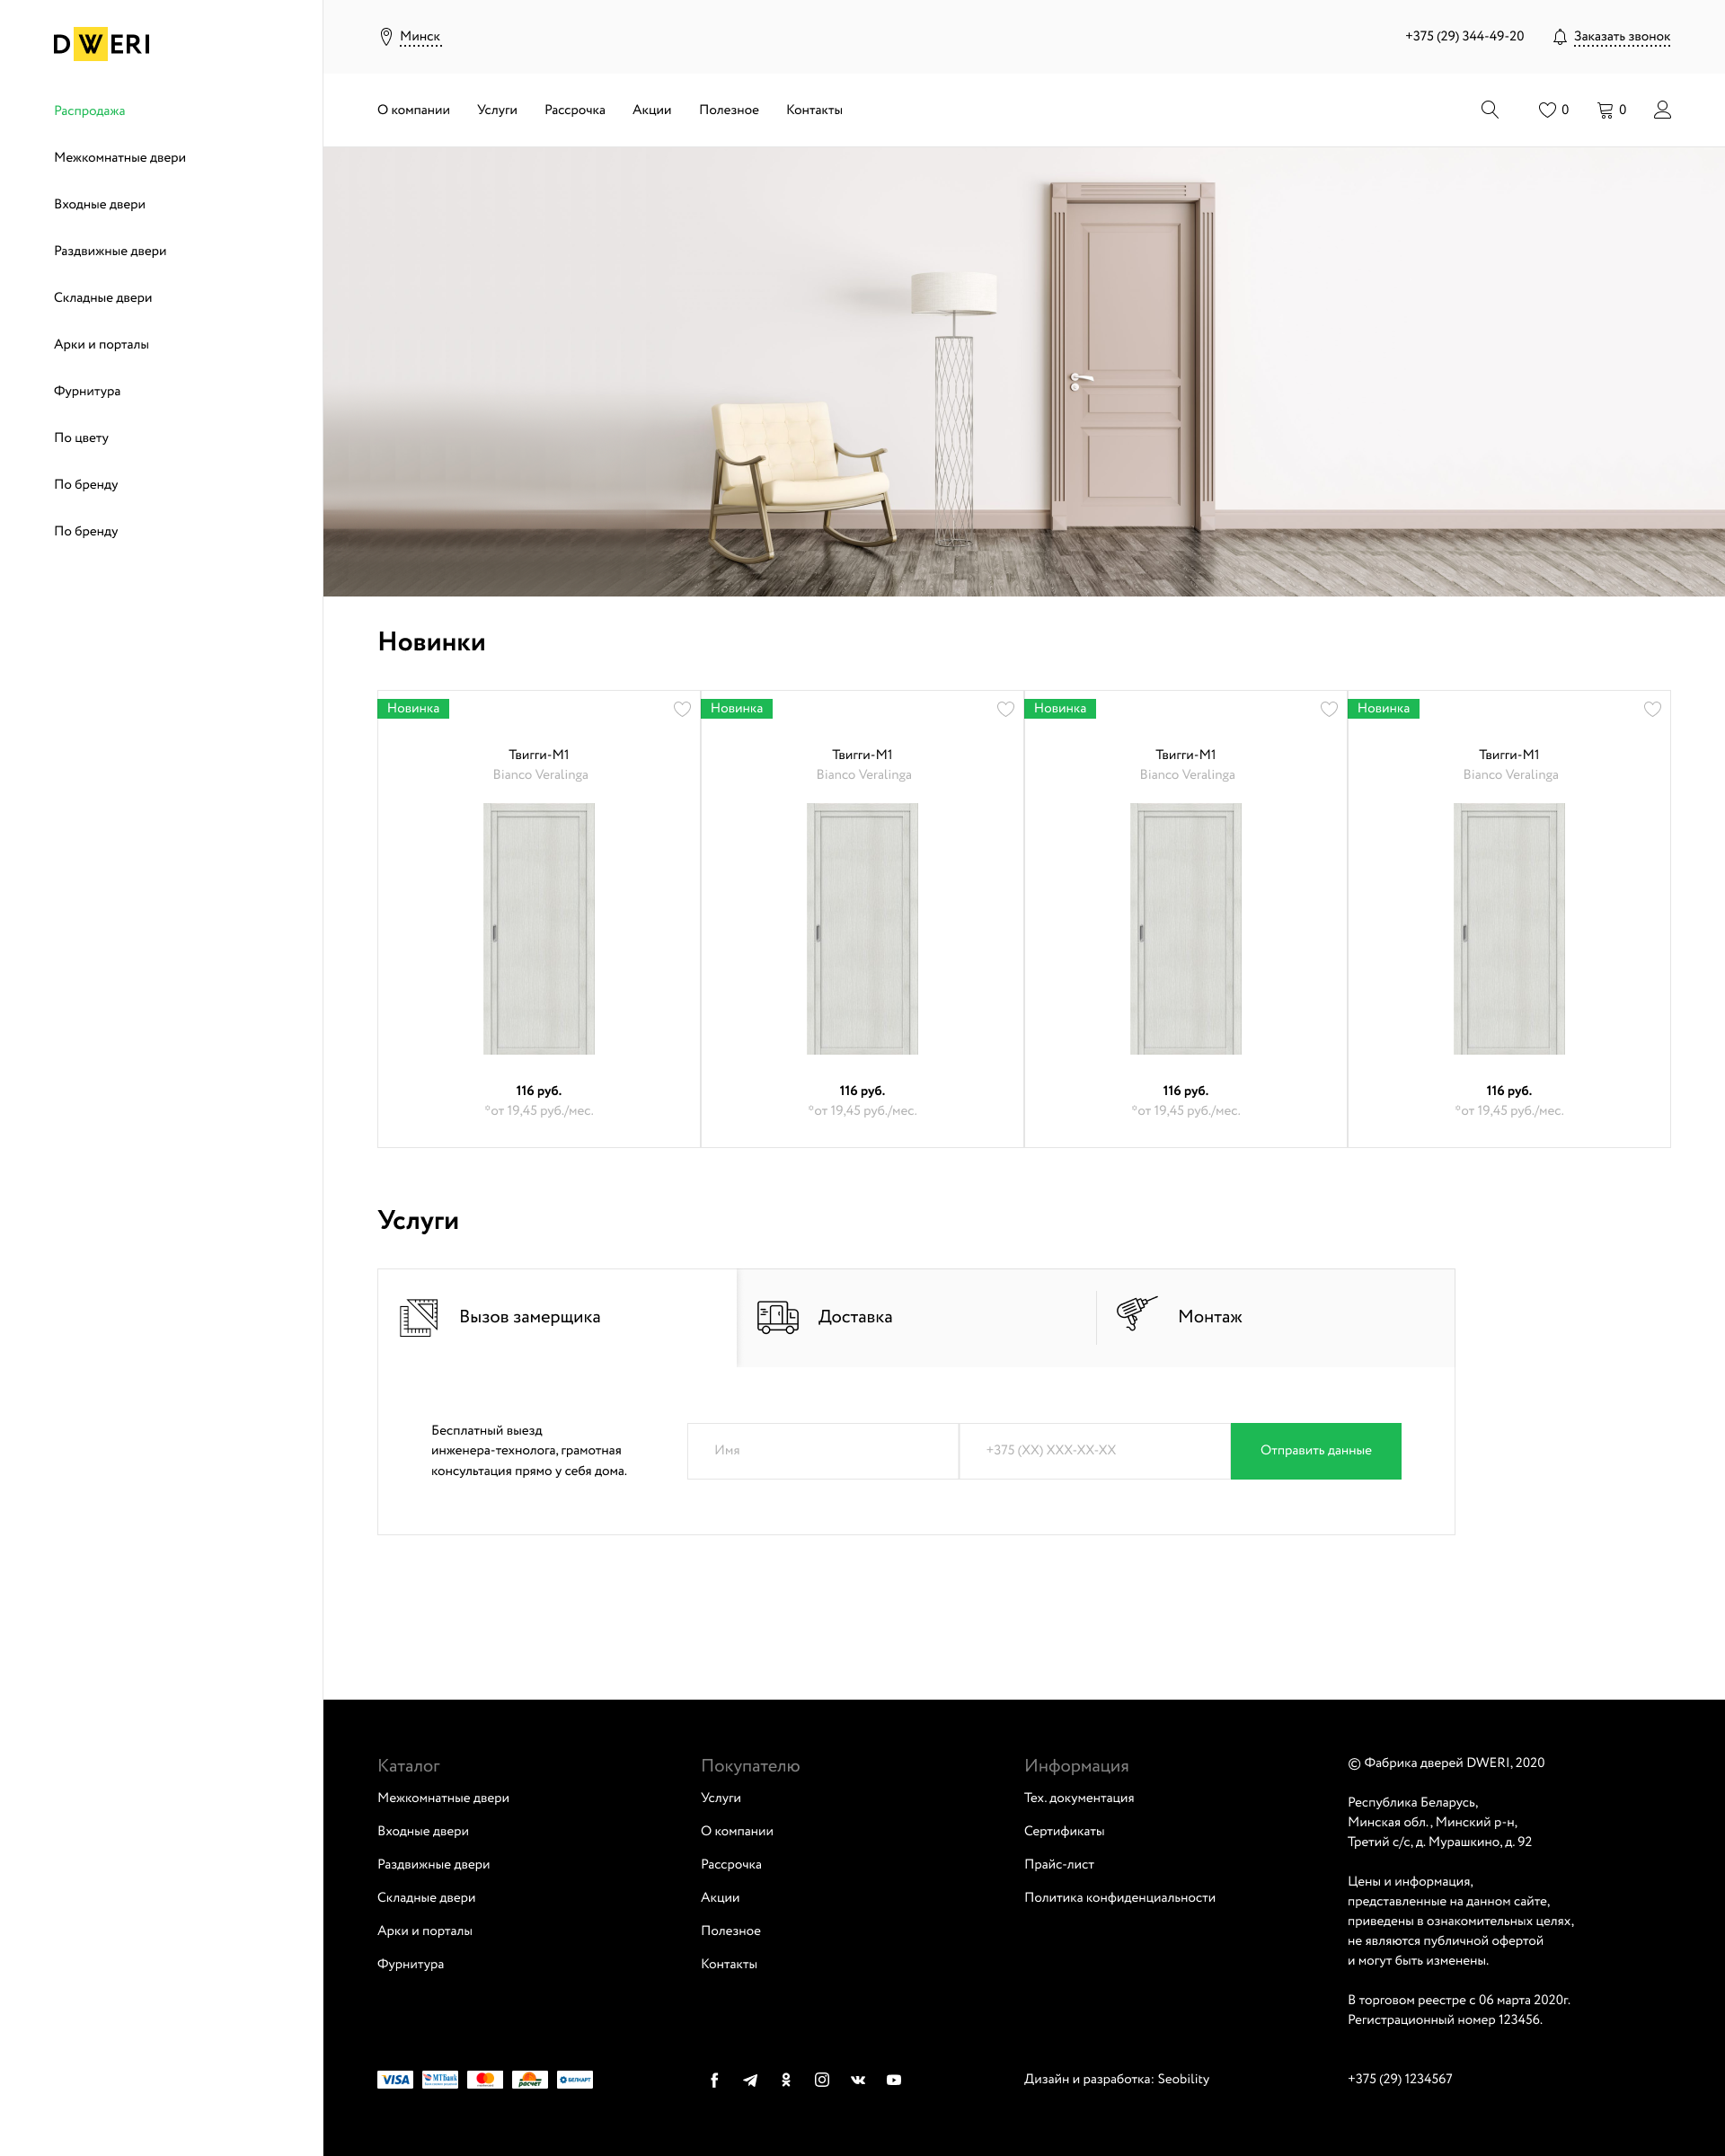 DWERI
Распродажа
Межкомнатные двери
Входные двери
Раздвижные двери
Складные двери
Арки и порталы
Фурнитура
По цвету
По бренду
По бренду
Минск
+375 (29) 344-49-20
Заказать звонок
О компании Услуги Рассрочка Акции Полезное Контакты
0 0
Новинки
Новинка Новинка Новинка Новинка
Твигги-М1 Твигги-М1 Твигги-М1 Твигги-М1
Bianco Veralinga Bianco Veralinga Bianco Veralinga Bianco Veralinga
116 руб. 116 руб. 116 руб. 116 руб.
*от 19,45 руб./мес. *от 19,45 руб./мес. *от 19,45 руб./мес. *от 19,45 руб./мес.
Услуги
Вызов замерщика Доставка Монтаж
Бесплатный выезд
инженера-технолога, грамотная
консультация прямо у себя дома.
Имя
+375 (XX) XXX-XX-XX
Отправить данные
Каталог
Межкомнатные двери
Входные двери
Раздвижные двери
Складные двери
Арки и порталы
Фурнитура
Покупателю
Услуги
О компании
Рассрочка
Акции
Полезное
Контакты
Информация
Тех. документация
Сертификаты
Прайс-лист
Политика конфиденциальности
© Фабрика дверей DWERI, 2020
Республика Беларусь,
Минская обл., Минский р-н,
Третий с/с, д. Мурашкино, д. 92
Цены и информация,
представленные на данном сайте,
приведены в ознакомительных целях,
не являются публичной офертой
и могут быть изменены.
В торговом реестре с 06 марта 2020г.
Регистрационный номер 123456.
VISA MTBank расчет БЕЛКАРТ
Дизайн и разработка: Seobility
+375 (29) 1234567